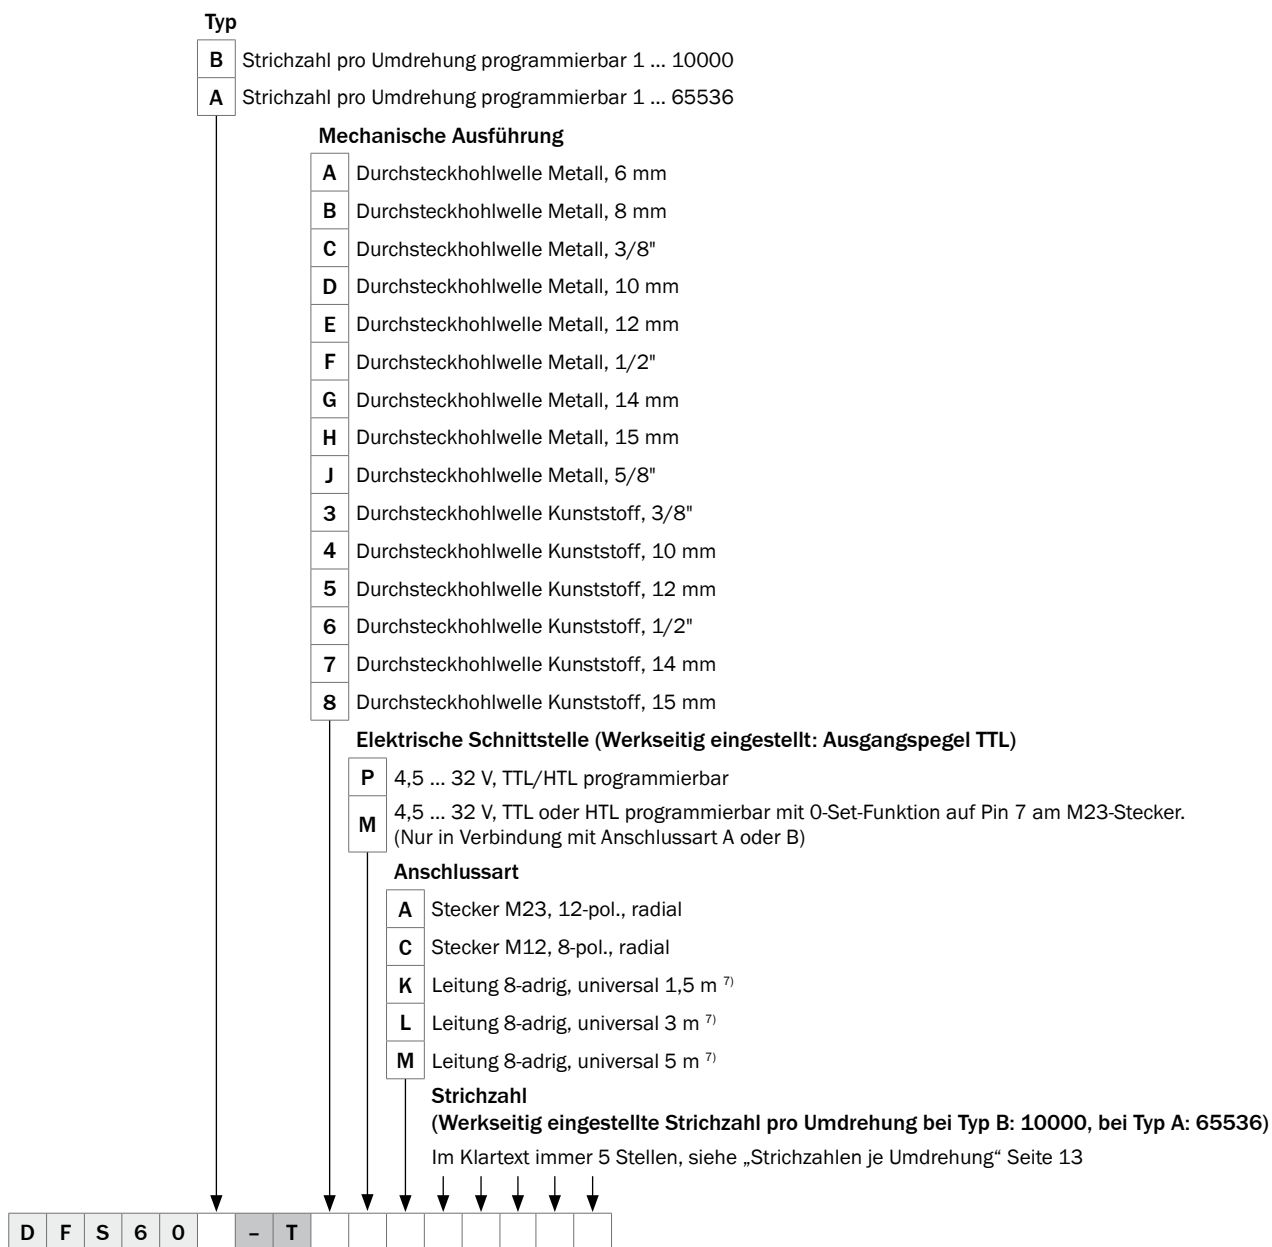 Typ
B Strichzahl pro Umdrehung programmierbar 1 ... 10000
A Strichzahl pro Umdrehung programmierbar 1 ... 65536
Mechanische Ausführung
A Durchsteckhohlwelle Metall, 6 mm
B Durchsteckhohlwelle Metall, 8 mm
C Durchsteckhohlwelle Metall, 3/8"
D Durchsteckhohlwelle Metall, 10 mm
E Durchsteckhohlwelle Metall, 12 mm
F Durchsteckhohlwelle Metall, 1/2"
G Durchsteckhohlwelle Metall, 14 mm
H Durchsteckhohlwelle Metall, 15 mm
J Durchsteckhohlwelle Metall, 5/8"
3 Durchsteckhohlwelle Kunststoff, 3/8"
4 Durchsteckhohlwelle Kunststoff, 10 mm
5 Durchsteckhohlwelle Kunststoff, 12 mm
6 Durchsteckhohlwelle Kunststoff, 1/2"
7 Durchsteckhohlwelle Kunststoff, 14 mm
8 Durchsteckhohlwelle Kunststoff, 15 mm
Elektrische Schnittstelle (Werkseitig eingestellt: Ausgangspegel TTL)
P 4,5 ... 32 V, TTL/HTL programmierbar
M 4,5 ... 32 V, TTL oder HTL programmierbar mit 0-Set-Funktion auf Pin 7 am M23-Stecker.
(Nur in Verbindung mit Anschlussart A oder B)
Anschlussart
A Stecker M23, 12-pol., radial
C Stecker M12, 8-pol., radial
K Leitung 8-adrig, universal 1,5 m 7)
L Leitung 8-adrig, universal 3 m 7)
M Leitung 8-adrig, universal 5 m 7)
Strichzahl
(Werkseitig eingestellte Strichzahl pro Umdrehung bei Typ B: 10000, bei Typ A: 65536)
Im Klartext immer 5 Stellen, siehe „Strichzahlen je Umdrehung“ Seite 13
D F S 6 0 – T